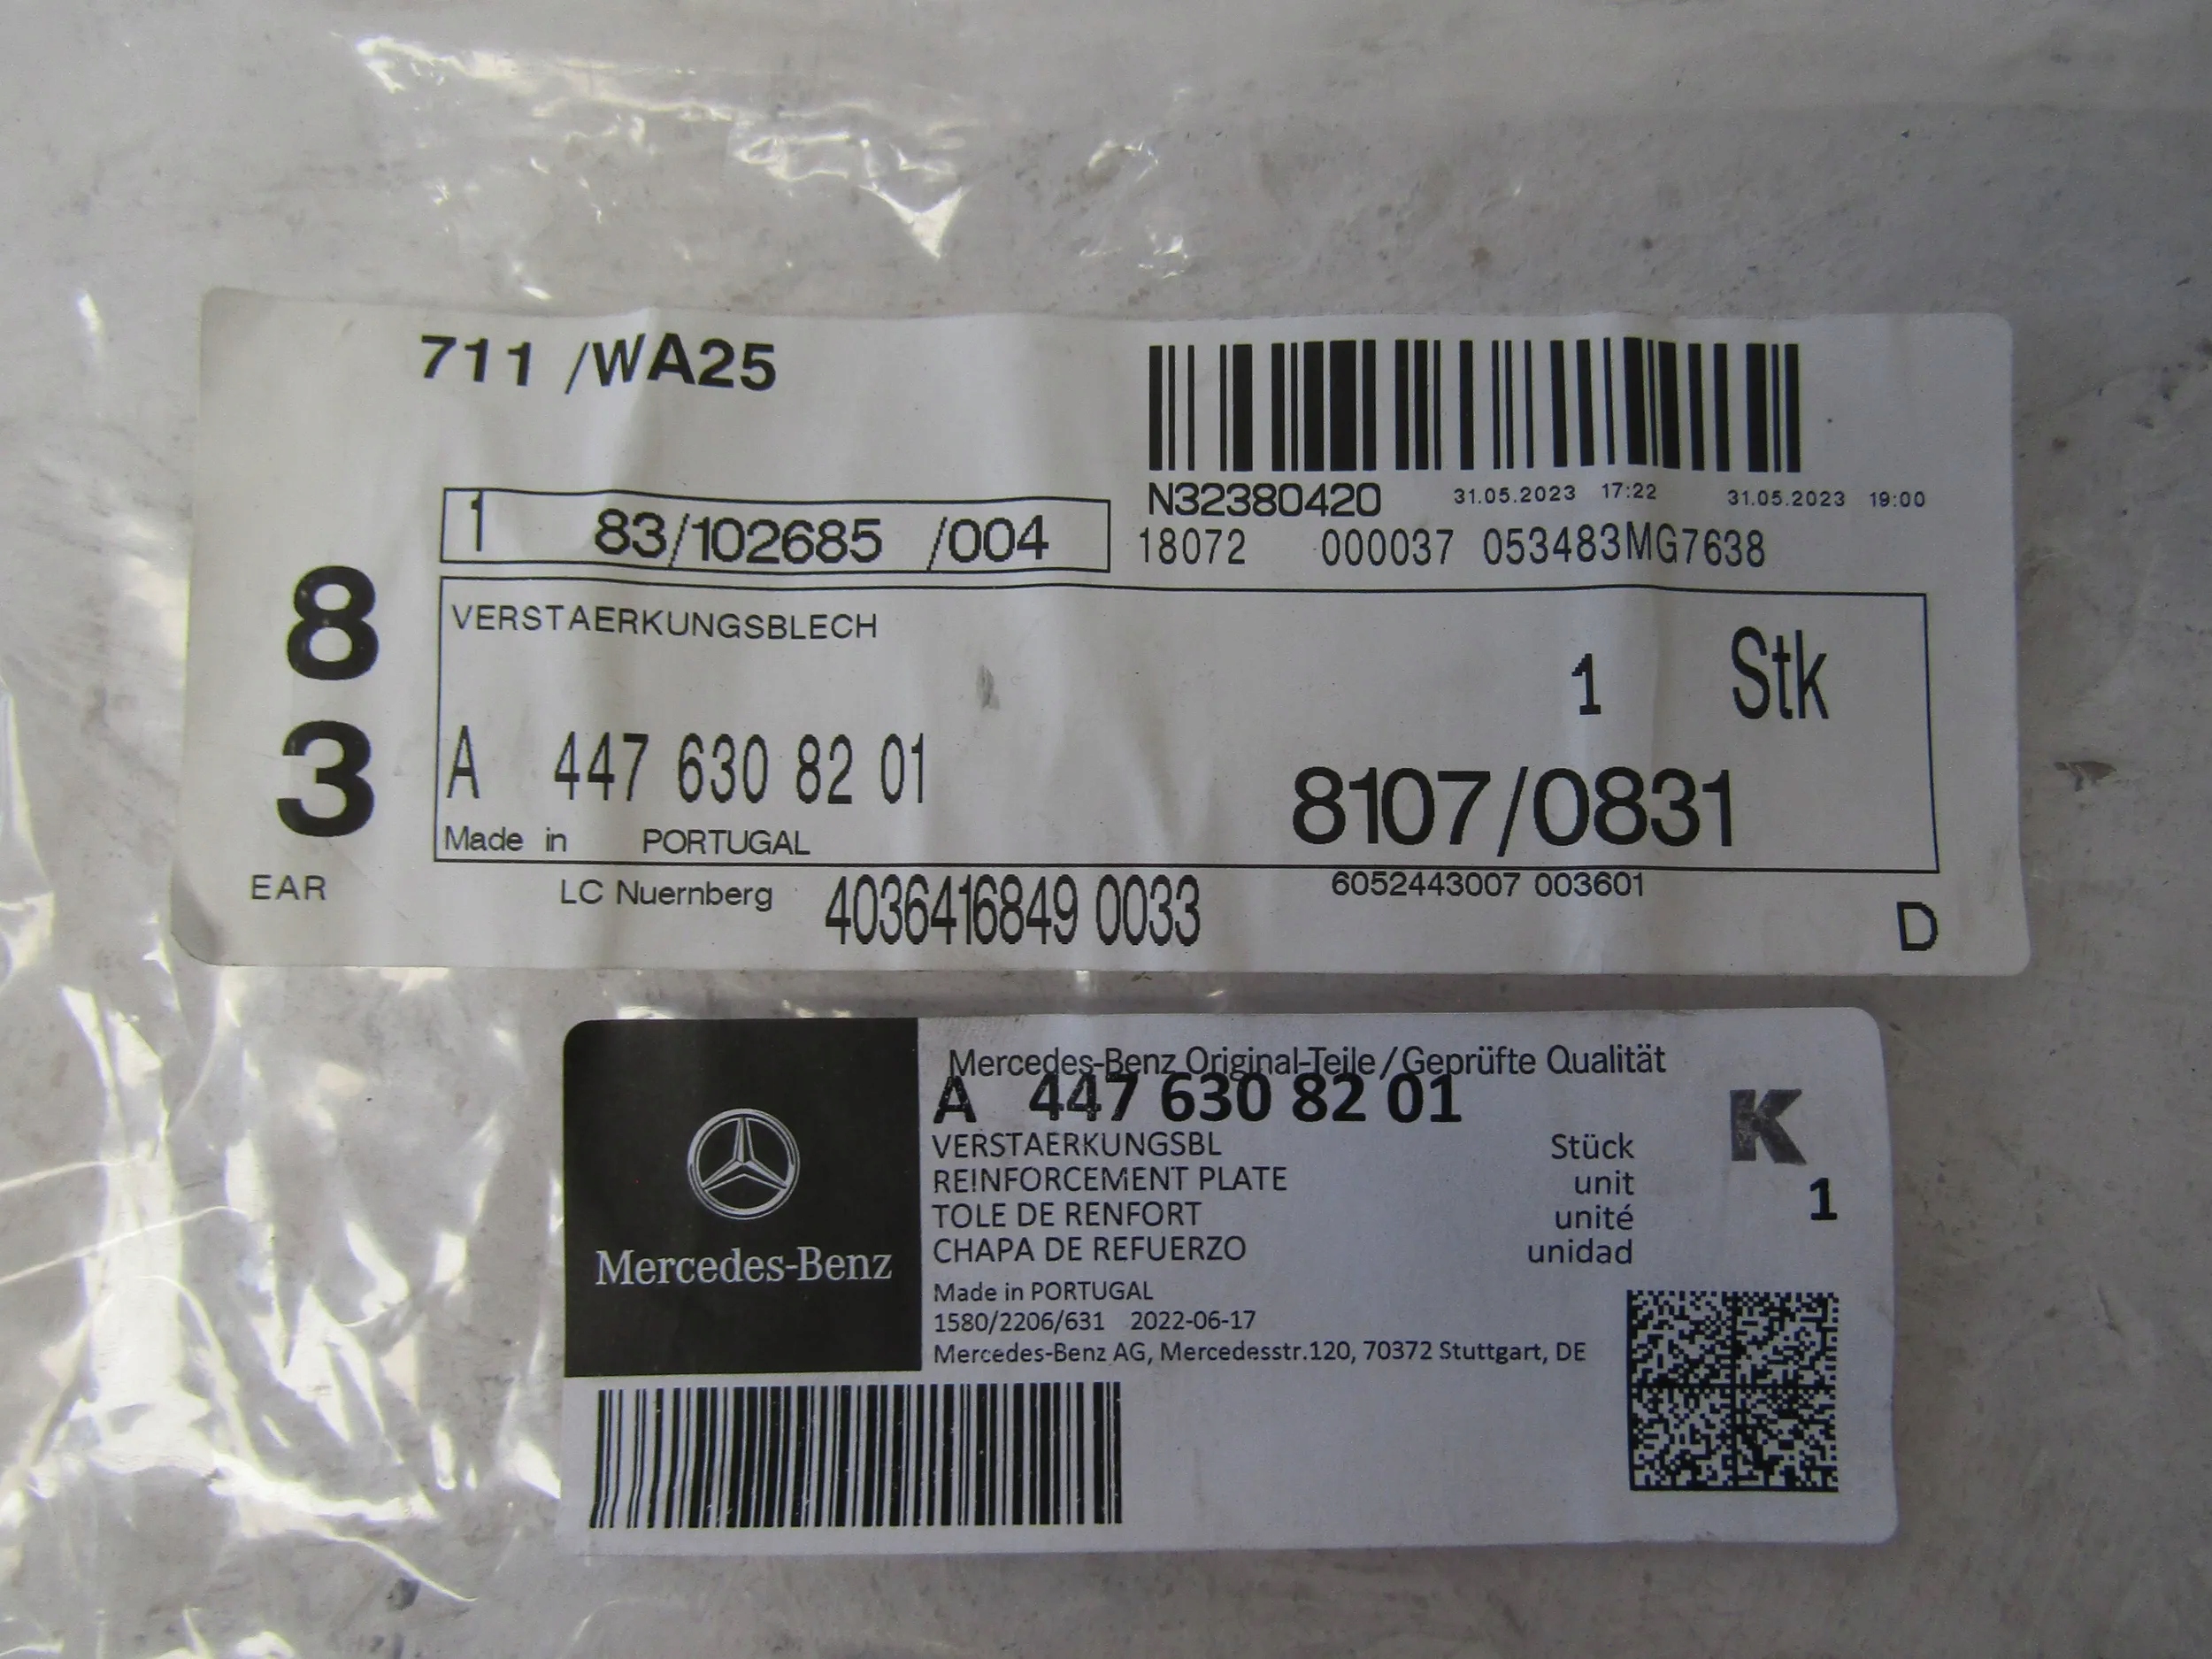 711 /WA25
N32380420 31.05.2023 17:22 31.05.2023 19:00
1 83/102685 /004
18072 000037 053483MG7638
8
3
VERSTAERKUNGSBLECH
1 Stk
A 447 630 82 01
8107/0831
Made in PORTUGAL
EAR
LC Nuernberg 4036416849 0033
6052443007 003601
D
Mercedes-Benz Original-Teile/Geprüfte Qualität
A 447 630 82 01
K
VERSTAERKUNGSBL Stück
REINFORCEMENT PLATE unit
1
TOLE DE RENFORT unité
CHAPA DE REFUERZO unidad
Mercedes-Benz
Made in PORTUGAL
1580/2206/631 2022-06-17
Mercedes-Benz AG, Mercedesstr.120, 70372 Stuttgart, DE